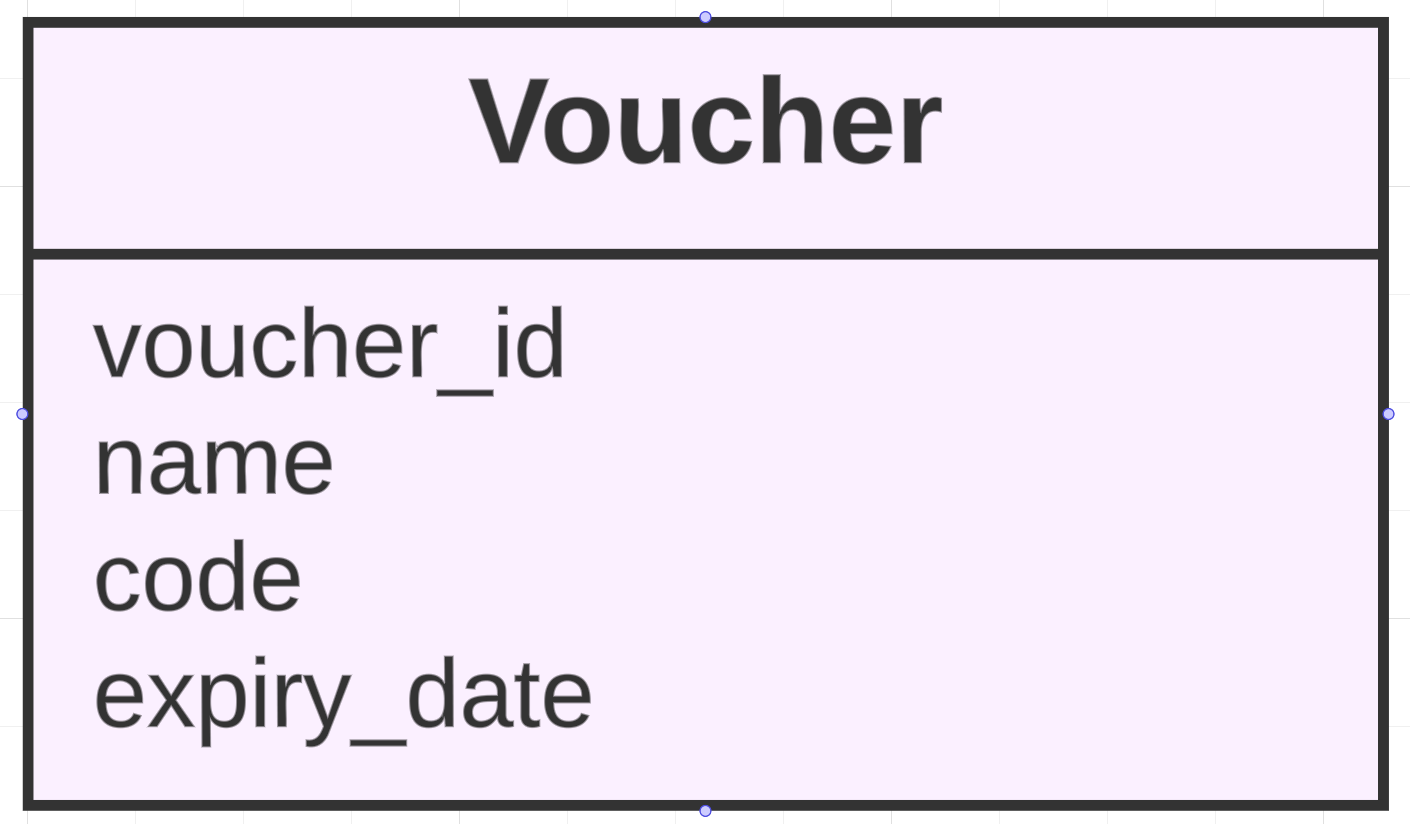 Voucher
voucher_id
name
code
expiry_date